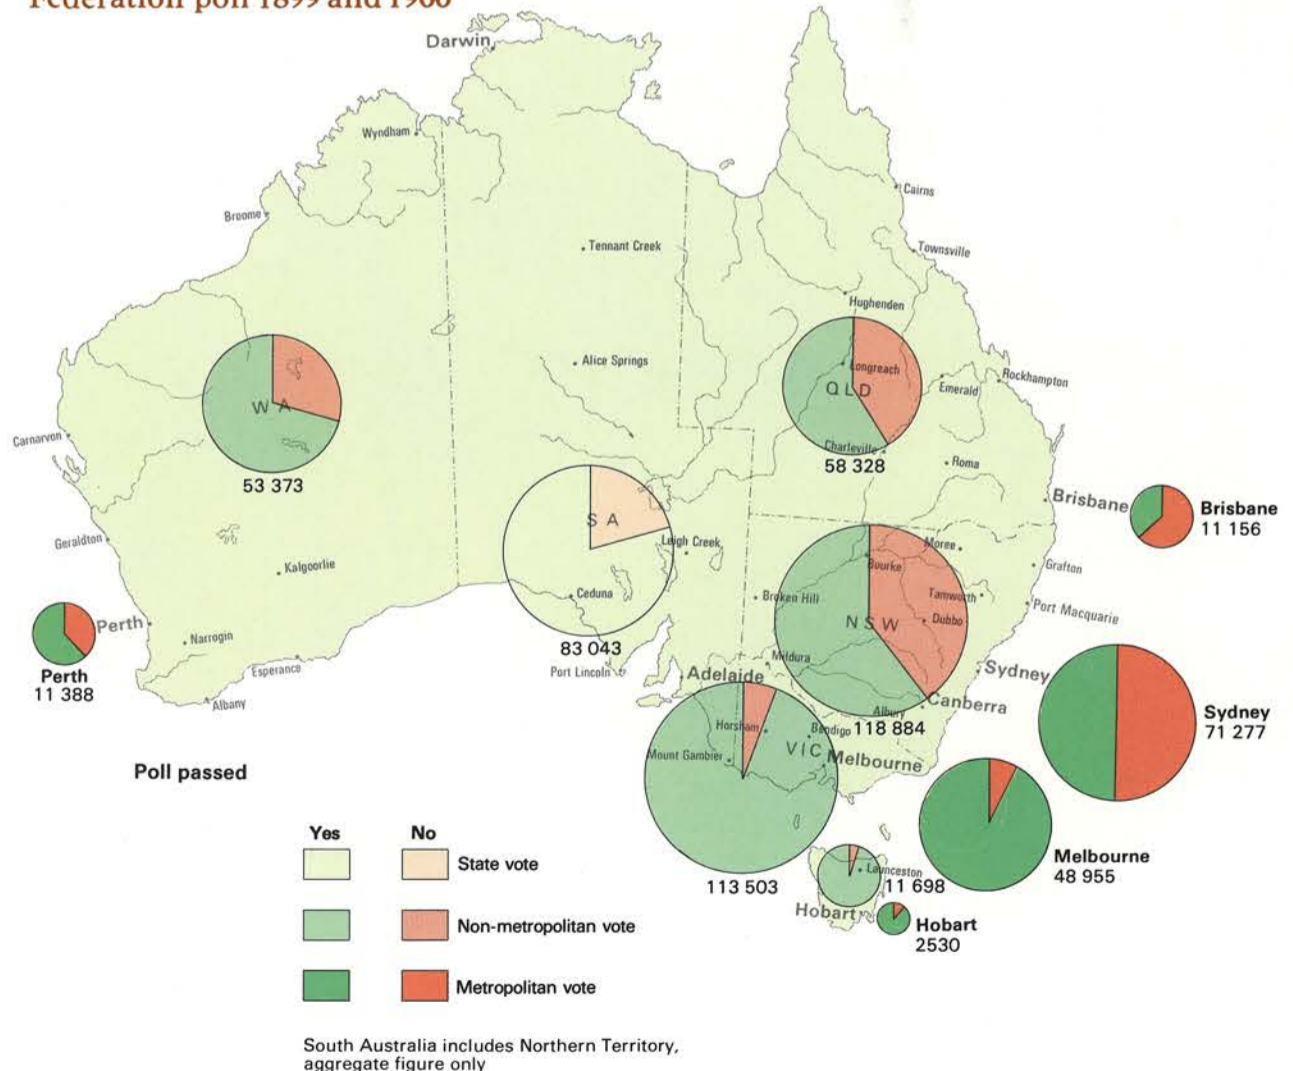 Federation poll 1899 and 1900
Darwin
Wyndham
Broome
Cairns
Tennant Creek
Townsville
Hughenden
Alice Springs
Longreach
Rockhampton
Emerald
QLD
W A
Carnarvon
Charleville
58 328
Roma
53 373
Brisbane
Brisbane
11 156
S A
Geraldton
Leigh Creek
Moree
Bourke
Grafton
Kalgoorlie
Ceduna
Broken Hill
Tamworth
Port Macquarie
NSW
Dubbo
Perth
Narrogin
83 043
Mildura
Esperance
Port Lincoln
Adelaide
Sydney
Perth
11 388
Albany
Canberra
Albury
118 884
Sydney
71 277
Horsham
Bendigo
VIC
Mount Gambier
Melbourne
Poll passed
Melbourne
48 955
113 503
Launceston
11 698
Hobart
Hobart
2530
Yes No
State vote
Non-metropolitan vote
Metropolitan vote
South Australia includes Northern Territory,
aggregate figure only